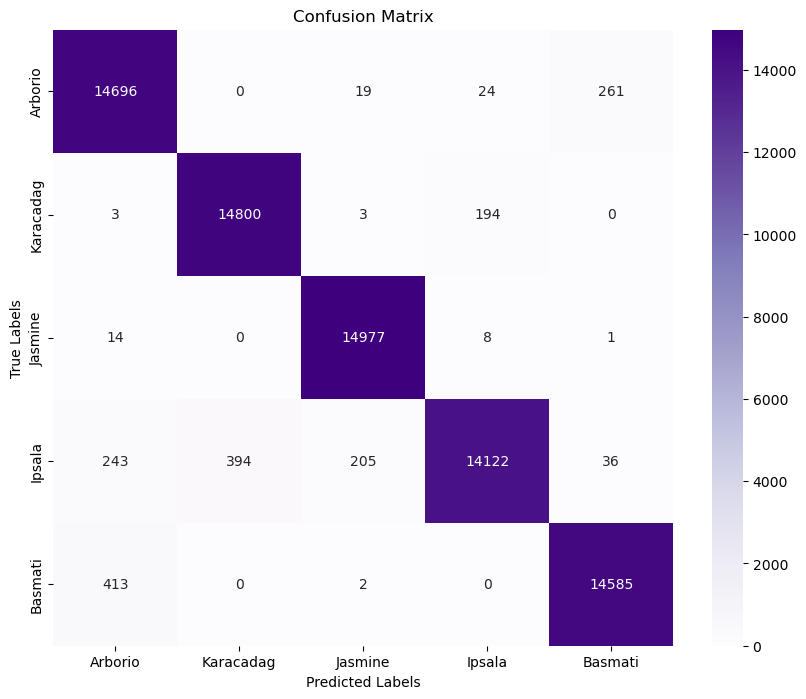 Confusion Matrix
True Labels
Arborio
14696 0 19 24 261
Karacadag
3 14800 3 194 0
Jasmine
14 0 14977 8 1
Ipsala
243 394 205 14122 36
Basmati
413 0 2 0 14585
Arborio Karacadag Jasmine Ipsala Basmati
Predicted Labels
14000
12000
10000
8000
6000
4000
2000
0